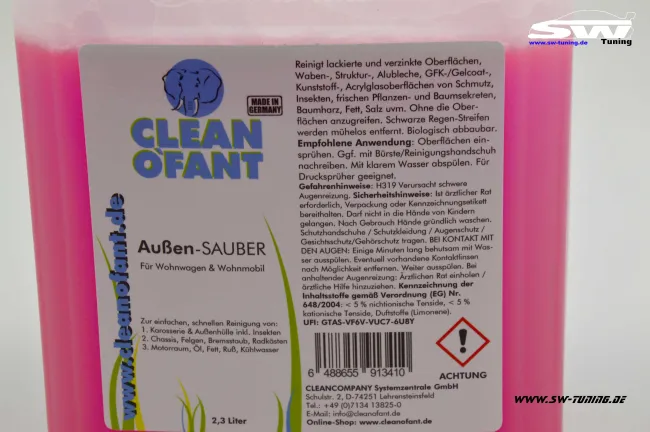 SW
www.sw-tuning.de Tuning
MADE IN
GERMANY
CLEAN
O'FANT
www.cleanofant.de
Außen-SAUBER
Für Wohnwagen & Wohnmobil
Zur einfachen, schnellen Reinigung von:
1. Karosserie & Außenhülle inkl. Insekten
2. Chassis, Felgen, Bremsstaub, Radkästen
3. Motorraum, Öl, Fett, Ruß, Kühlwasser
2,3 Liter
Reinigt lackierte und verzinkte Oberflächen,
Waben-, Struktur-, Alubleche, GFK-/Gelcoat-,
Kunststoff-, Acrylglasoberflächen von Schmutz,
Insekten, frischen Pflanzen- und Baumsekreten,
Baumharz, Fett, Salz uvm. Ohne die Ober-
flächen anzugreifen. Schwarze Regen-Streifen
werden mühelos entfernt. Biologisch abbaubar.
Empfohlene Anwendung: Oberflächen ein-
sprühen. Ggf. mit Bürste/Reinigungshandschuh
nachreiben. Mit klarem Wasser abspülen. Für
Drucksprüher geeignet.
Gefahrenhinweise: H319 Verursacht schwere
Augenreizung. Sicherheitshinweise: Ist ärztlicher Rat
erforderlich, Verpackung oder Kennzeichnungsetikett
bereithalten. Darf nicht in die Hände von Kindern
gelangen. Nach Gebrauch Hände gründlich waschen.
Schutzhandschuhe / Schutzkleidung / Augenschutz /
Gesichtsschutz/Gehörschutz tragen. BEI KONTAKT MIT
DEN AUGEN: Einige Minuten lang behutsam mit Was-
ser ausspülen. Eventuell vorhandene Kontaktlinsen
nach Möglichkeit entfernen. Weiter ausspülen. Bei
anhaltender Augenreizung: Ärztlichen Rat einholen /
ärztliche Hilfe hinzuziehen. Kennzeichnung der
Inhaltsstoffe gemäß Verordnung (EG) Nr.
648/2004: < 5 % nichtionische Tenside, < 5 %
kationische Tenside, Duftstoffe (Limonene).
UFI: GTAS-VF6V-VUC7-6U8Y
6 488655 913410
ACHTUNG
CLEANCOMPANY Systemzentrale GmbH
Schulstr. 2, D-74251 Lehrensteinsfeld
Tel.: +49 (0)7134 13825-0
E-Mail: info@cleanofant.de
Online-Shop: www.cleanofant.de
www.SW-TUNING.DE